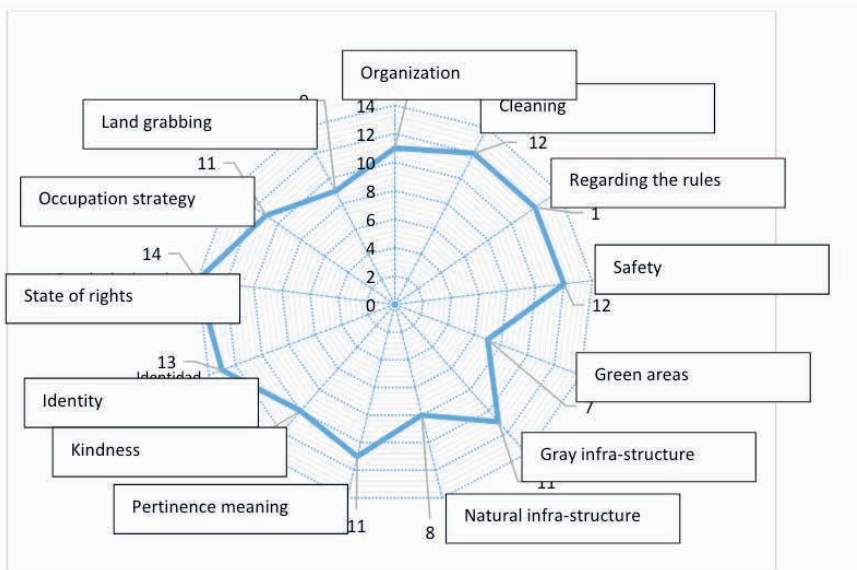 Organization
Cleaning
14
12
12
Land grabbing
10
11
Regarding the rules
8
1
Occupation strategy
6
4
14
Safety
2
State of rights
0
12
13
Identidad
Green areas
Identity
7
Kindness
Gray infra-structure
11
Pertinence meaning
Natural infra-structure
11
8